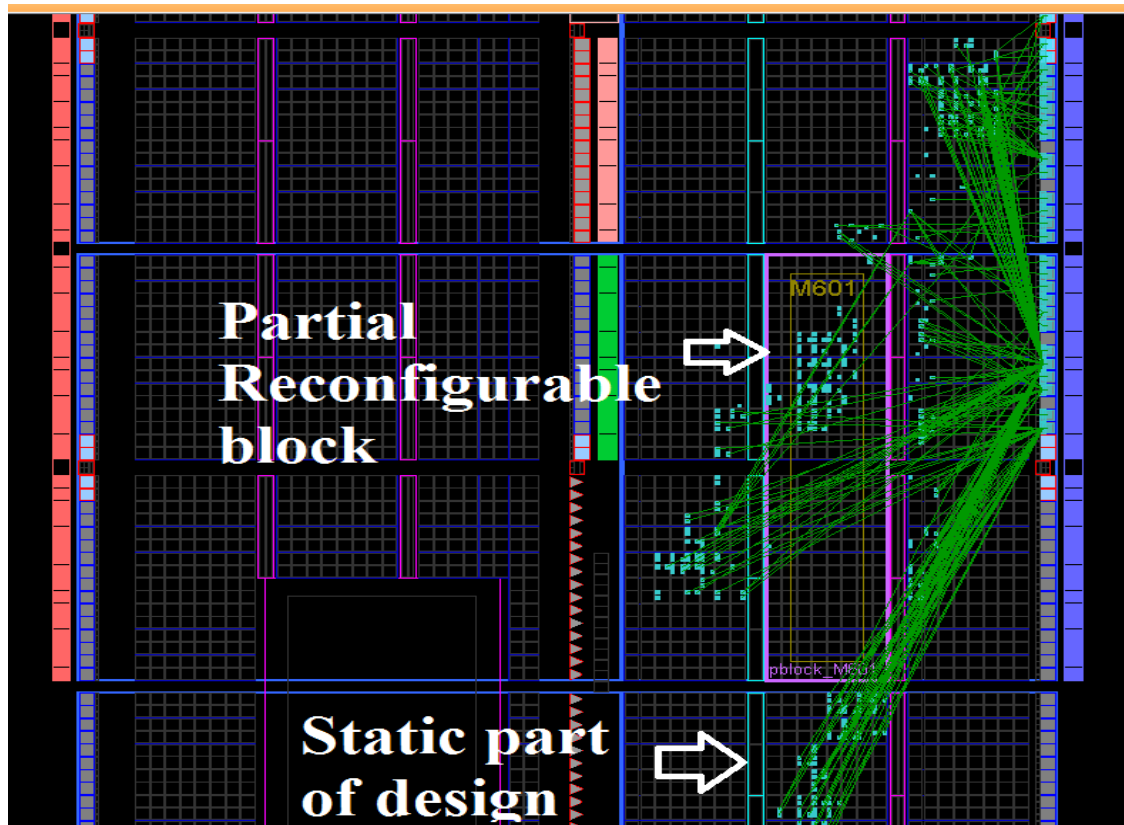 M601
Partial
Reconfigurable
block
pblock_M601
Static part
of design